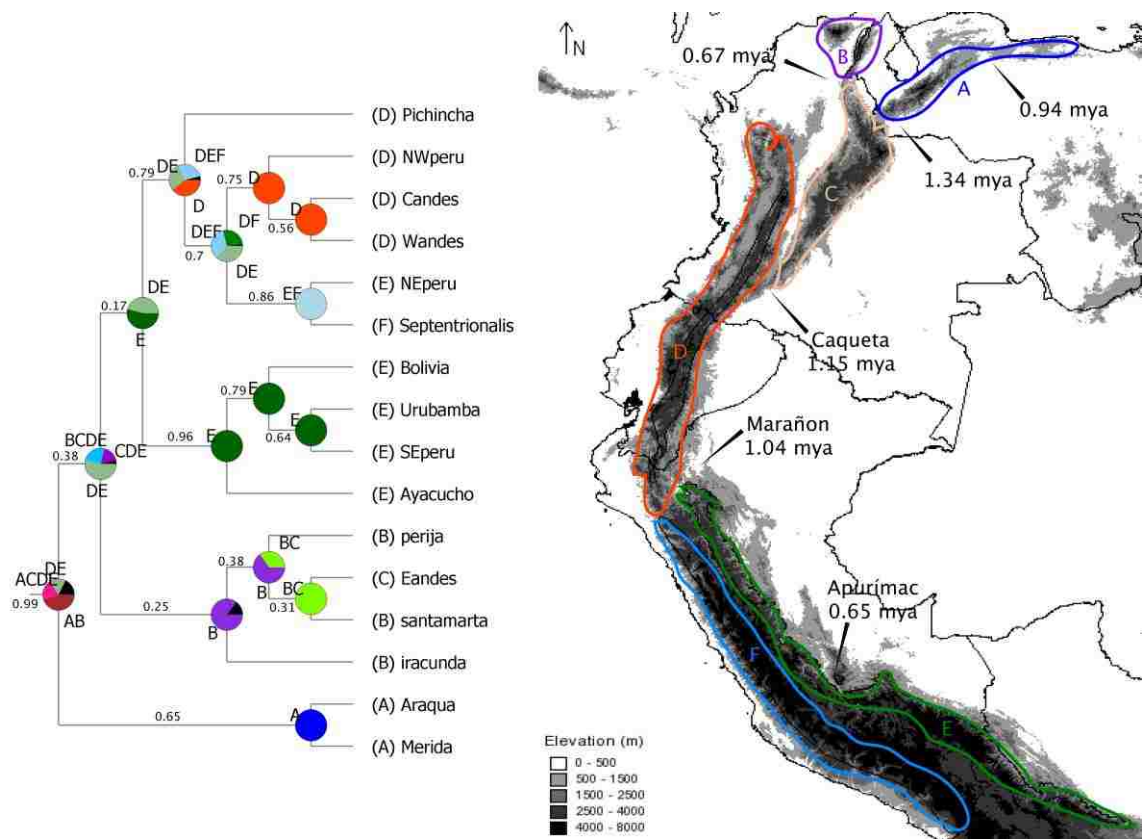 (D) Pichincha
0.79
DE
DEF
D
(D) NWperu
0.75
D
(D) Candes
D
0.56
DEF
DF
(D) Wandes
0.7
DE
(E) NEperu
0.86
EF
DE
0.17
(F) Septentrionalis
E
(E) Bolivia
0.79
E
(E) Urubamba
E
0.96
E
0.64
BCDE
CDE
(E) SEperu
0.38
DE
(E) Ayacucho
(B) perija
BC
0.38
DE
(C) Eandes
ACDE
B
BC
0.99
AB
0.25
0.31
(B) santamarta
B
(B) iracunda
(A) Araqua
0.65
A
(A) Merida
N
B
0.67 mya
A
0.94 mya
1.34 mya
C
Caqueta
1.15 mya
D
Marañon
1.04 mya
Apurímac
0.65 mya
F
E
Elevation (m)
0 - 500
500 - 1500
1500 - 2500
2500 - 4000
4000 - 8000